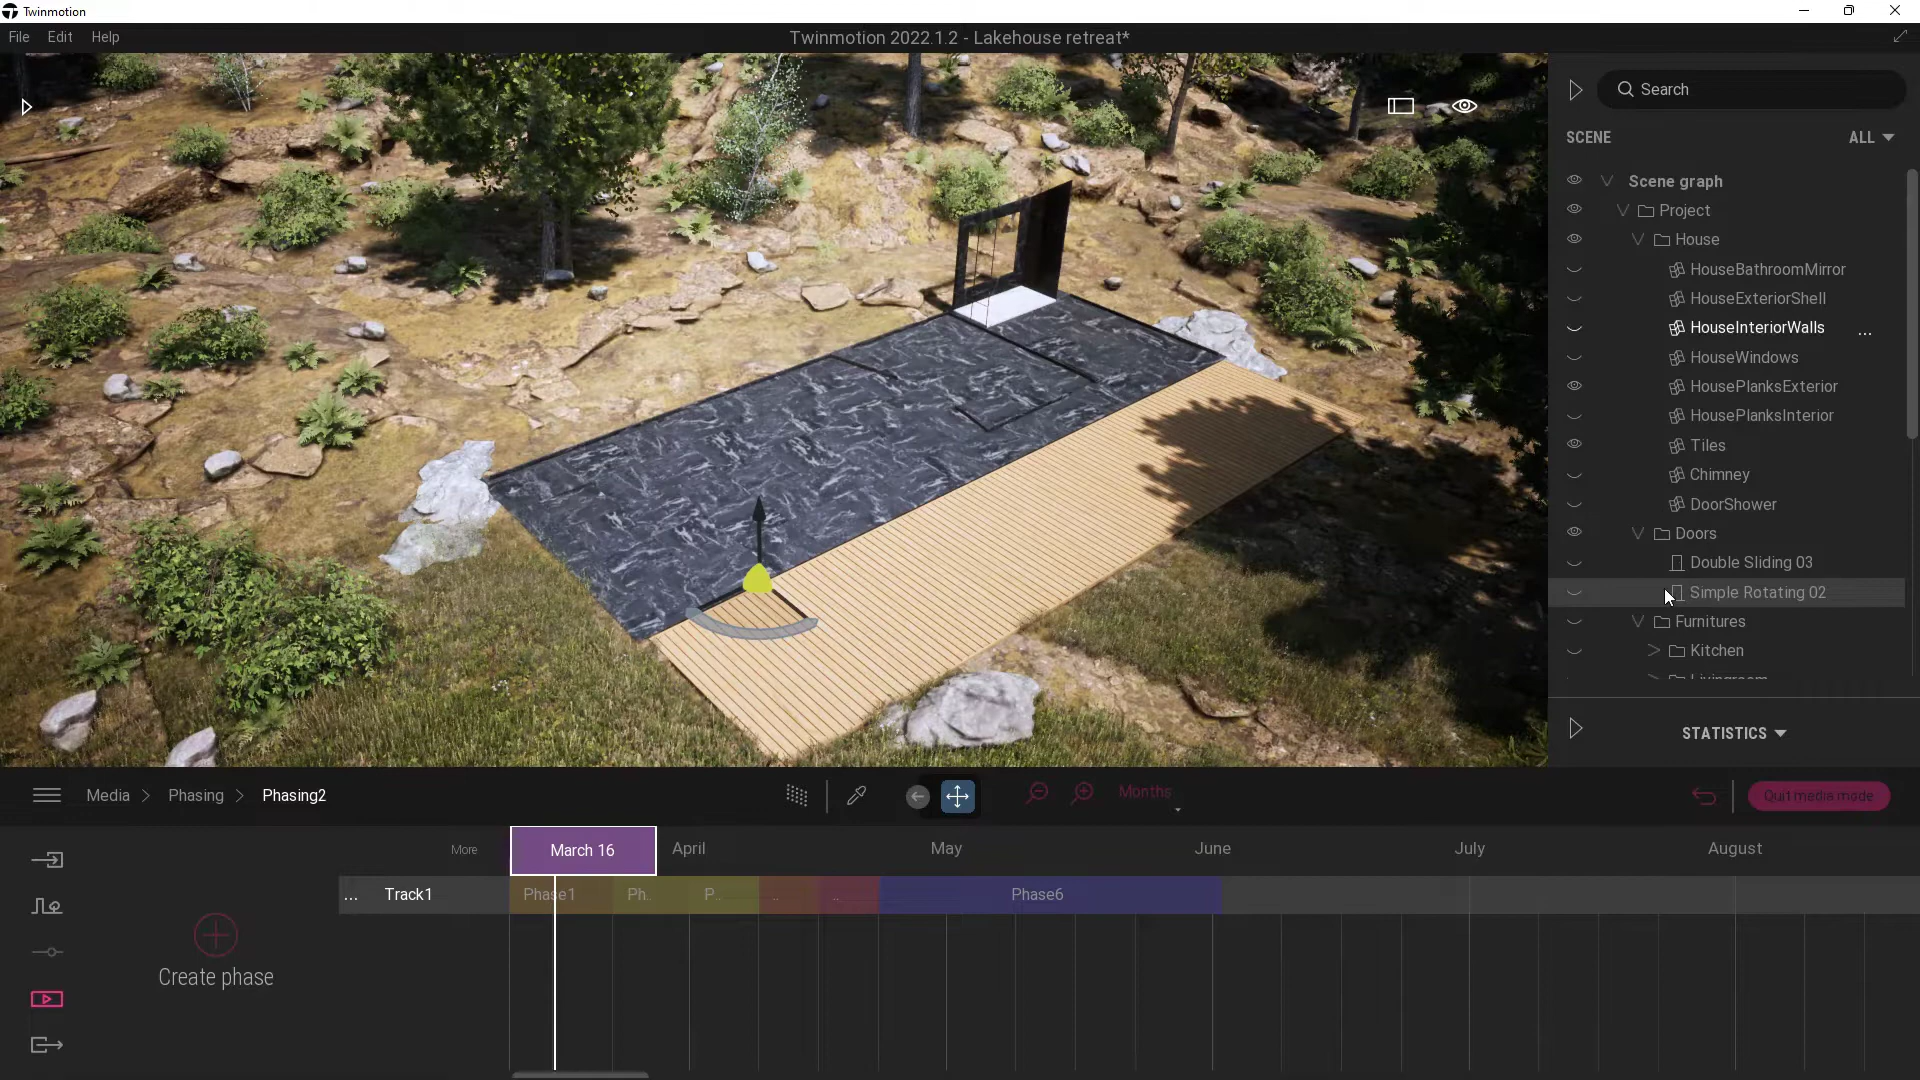 Twinmotion
File Edit Help
Twinmotion 2022.1.2 - Lakehouse retreat*
Search
SCENE
ALL
Scene graph
Project
House
HouseBathroomMirror
HouseExteriorShell
HouseInteriorWalls ...
HouseWindows
HousePlanksExterior
HousePlanksInterior
Tiles
Chimney
DoorShower
Doors
Double Sliding 03
Simple Rotating 02
Furnitures
Kitchen
STATISTICS
Media > Phasing > Phasing2
Months
Quit media mode
More
March 16
April
May
June
July
August
... Track1
Phase1
Ph..
P..
..
..
Phase6
Create phase